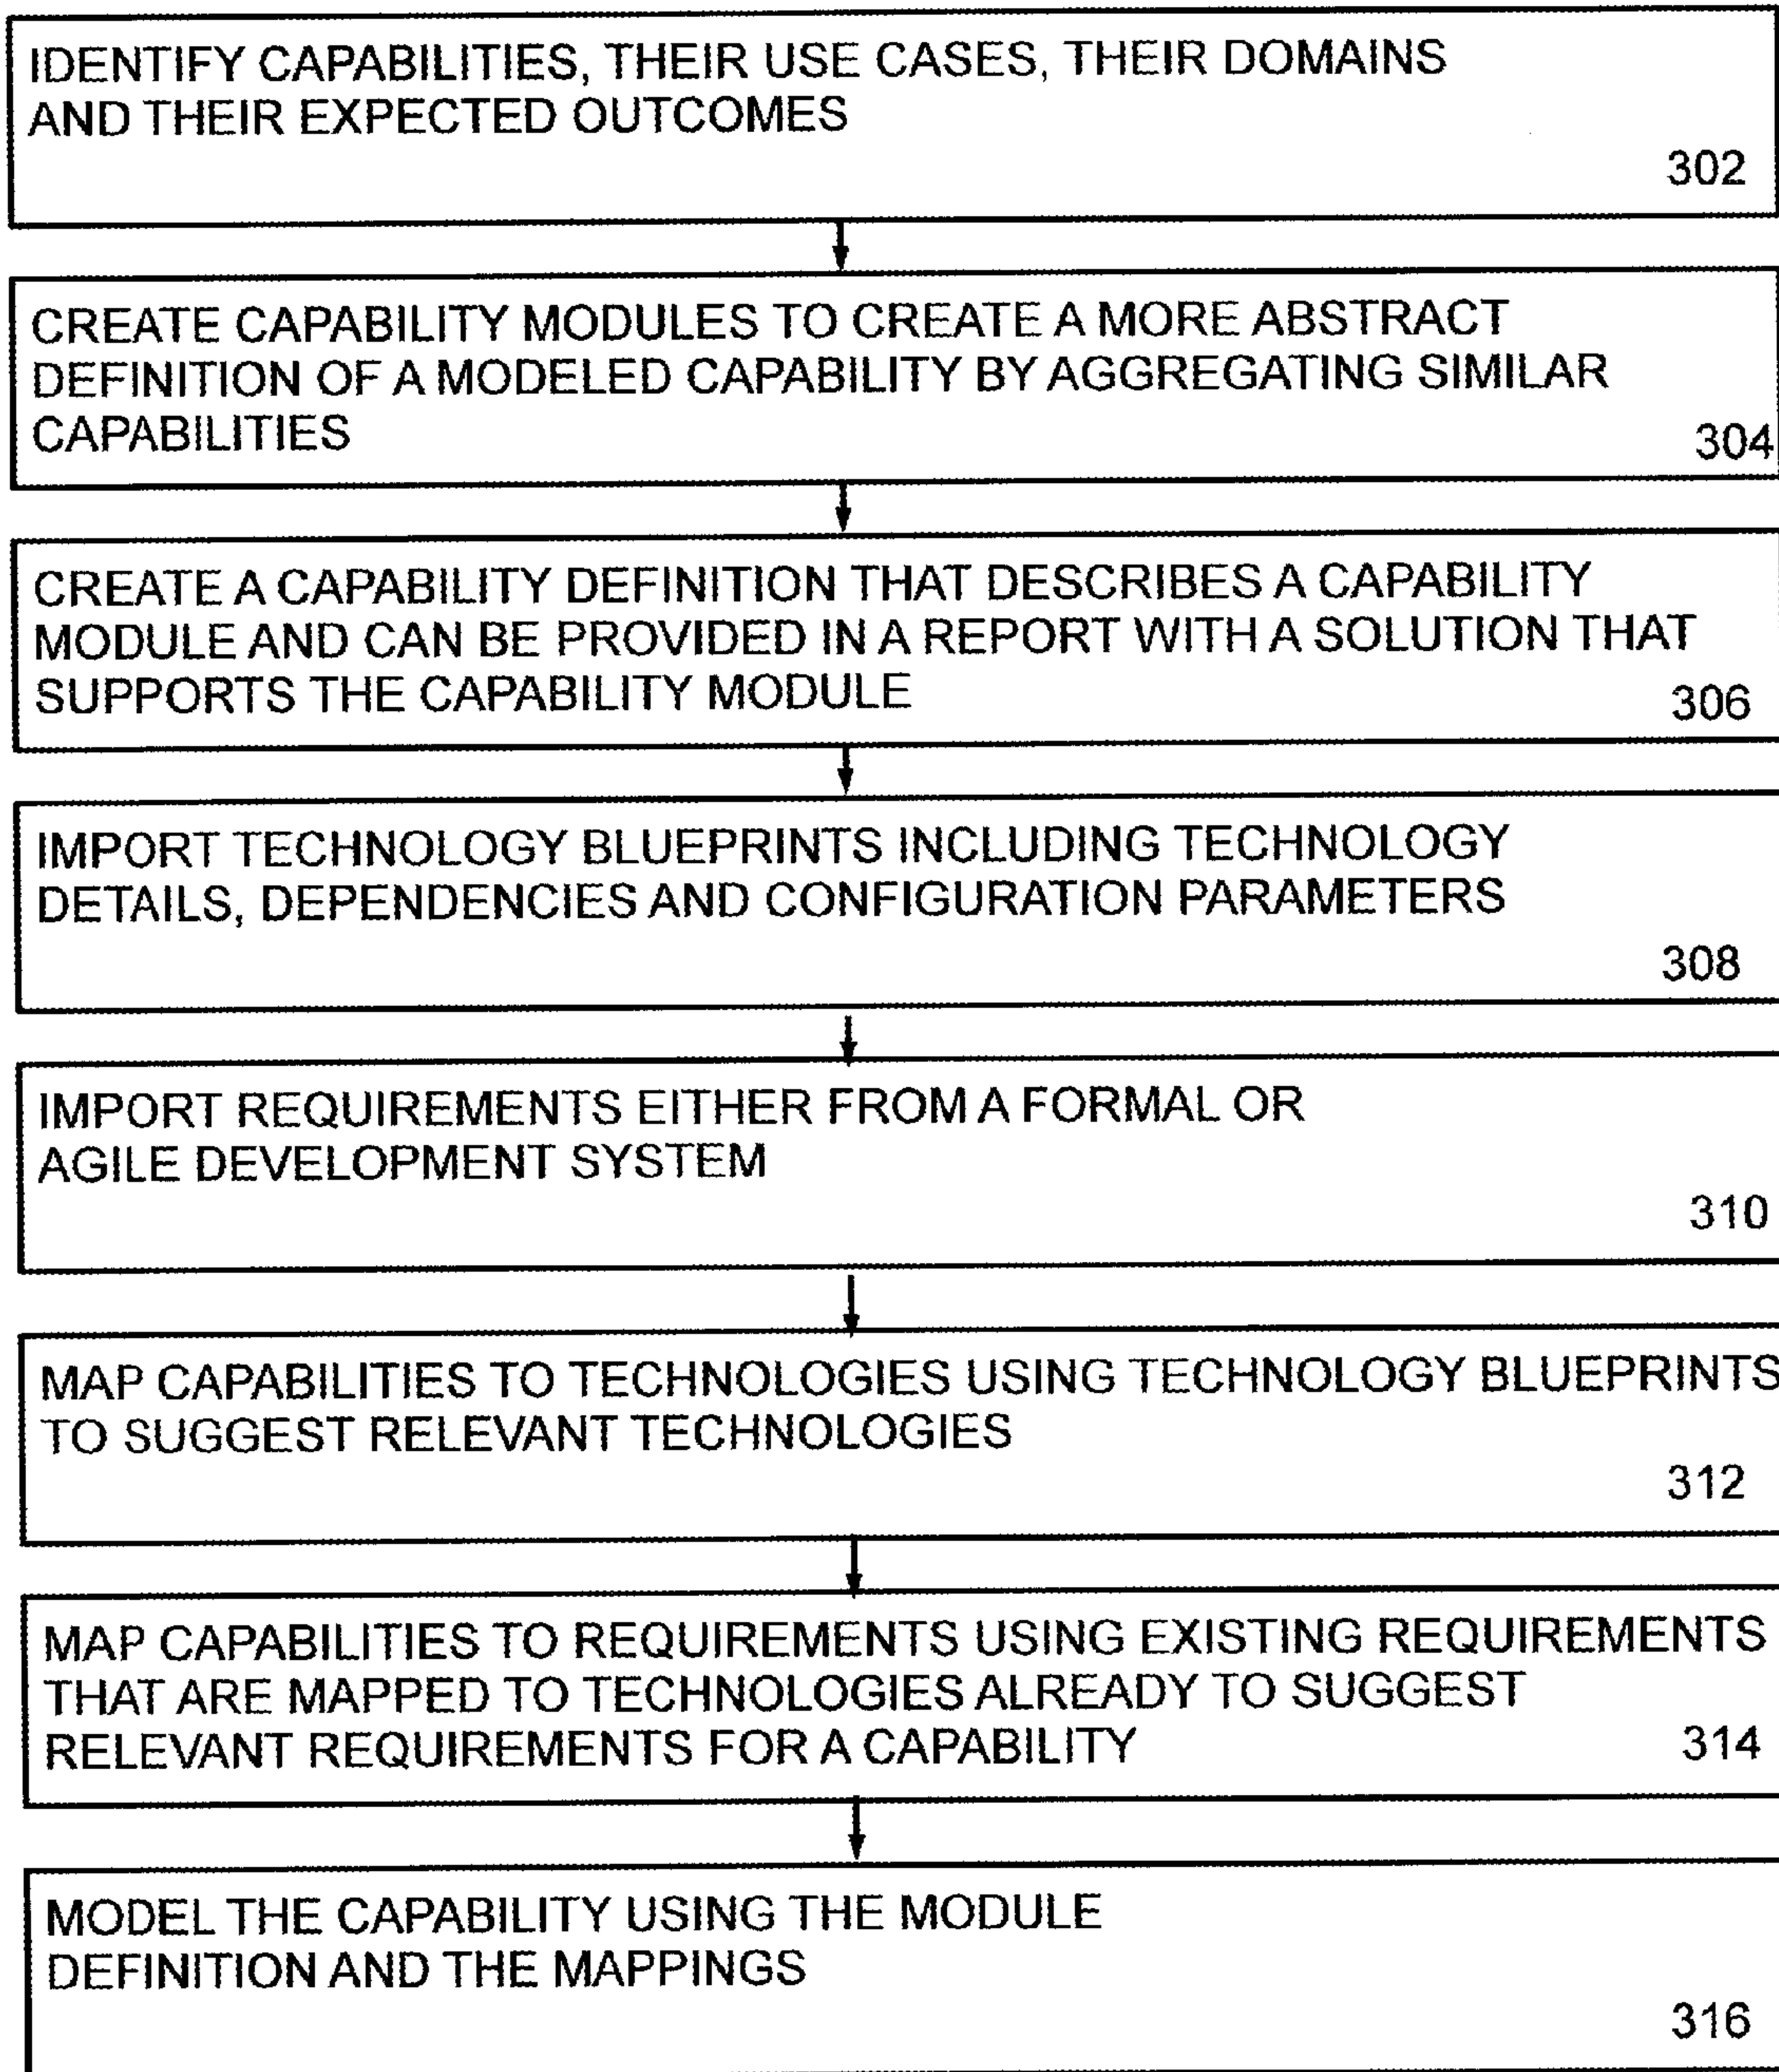 IDENTIFY CAPABILITIES, THEIR USE CASES, THEIR DOMAINS
AND THEIR EXPECTED OUTCOMES
302
CREATE CAPABILITY MODULES TO CREATE A MORE ABSTRACT
DEFINITION OF A MODELED CAPABILITY BY AGGREGATING SIMILAR
CAPABILITIES
304
CREATE A CAPABILITY DEFINITION THAT DESCRIBES A CAPABILITY
MODULE AND CAN BE PROVIDED IN A REPORT WITH A SOLUTION THAT
SUPPORTS THE CAPABILITY MODULE
306
IMPORT TECHNOLOGY BLUEPRINTS INCLUDING TECHNOLOGY
DETAILS, DEPENDENCIES AND CONFIGURATION PARAMETERS
308
IMPORT REQUIREMENTS EITHER FROM A FORMAL OR
AGILE DEVELOPMENT SYSTEM
310
MAP CAPABILITIES TO TECHNOLOGIES USING TECHNOLOGY BLUEPRINTS
TO SUGGEST RELEVANT TECHNOLOGIES
312
MAP CAPABILITIES TO REQUIREMENTS USING EXISTING REQUIREMENTS
THAT ARE MAPPED TO TECHNOLOGIES ALREADY TO SUGGEST
RELEVANT REQUIREMENTS FOR A CAPABILITY
314
MODEL THE CAPABILITY USING THE MODULE
DEFINITION AND THE MAPPINGS
316